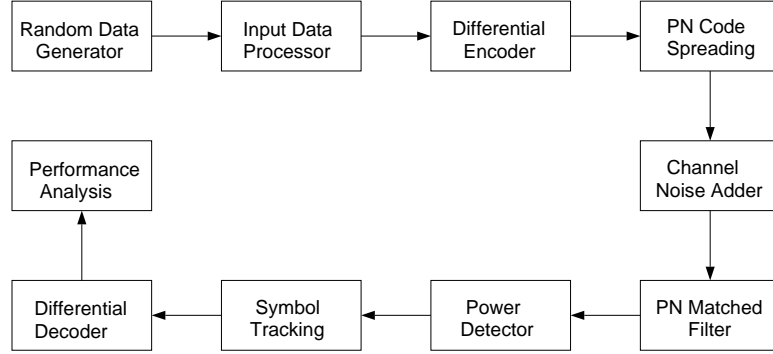 Random Data
Generator
Input Data
Processor
Differential
Encoder
PN Code
Spreading
Channel
Noise Adder
PN Matched
Filter
Power
Detector
Symbol
Tracking
Differential
Decoder
Performance
Analysis